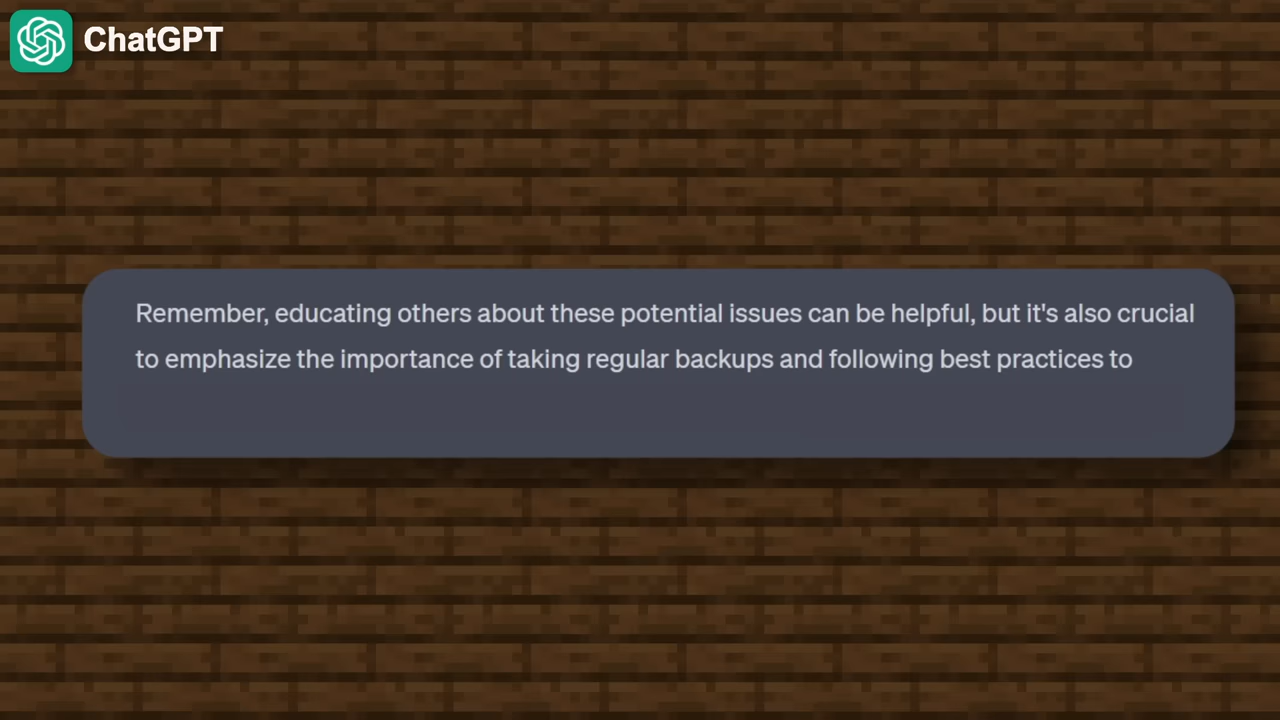 ChatGPT
Remember, educating others about these potential issues can be helpful, but it's also crucial
to emphasize the importance of taking regular backups and following best practices to